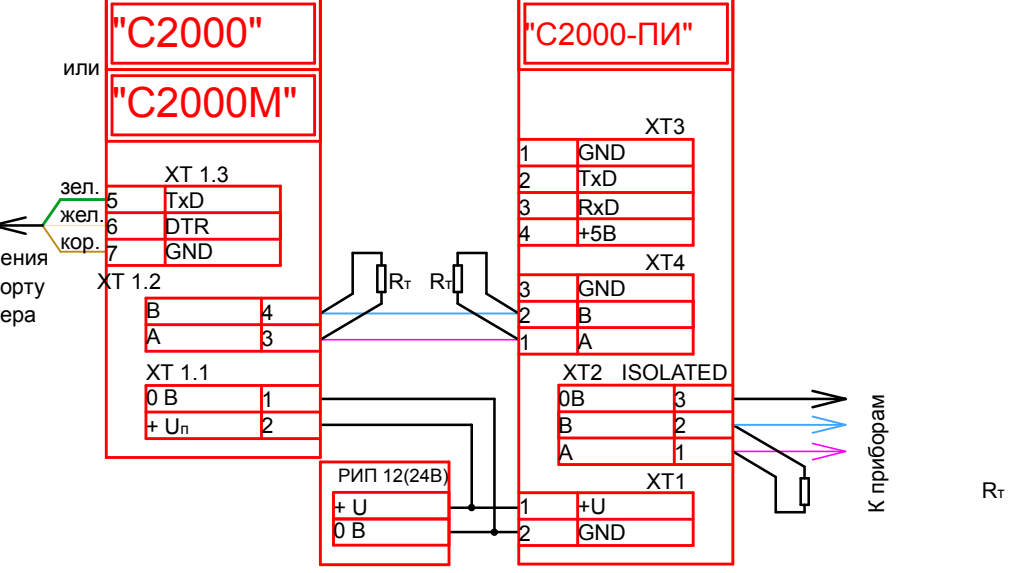 "С2000"
или
"С2000М"
XT 1.3
зел.
5 TxD
жел.
6 DTR
кор.
7 GND
ения
орту
ера
XT 1.2
B 4
A 3
XT 1.1
0 В 1
+ Uп 2
Rт Rт
РИП 12(24В)
+ U
0 В
"С2000-ПИ"
XT3
1 GND
2 TxD
3 RxD
4 +5В
XT4
3 GND
2 B
1 A
XT2 ISOLATED
0В 3
B 2
A 1
XT1
1 +U
2 GND
К приборам
Rт